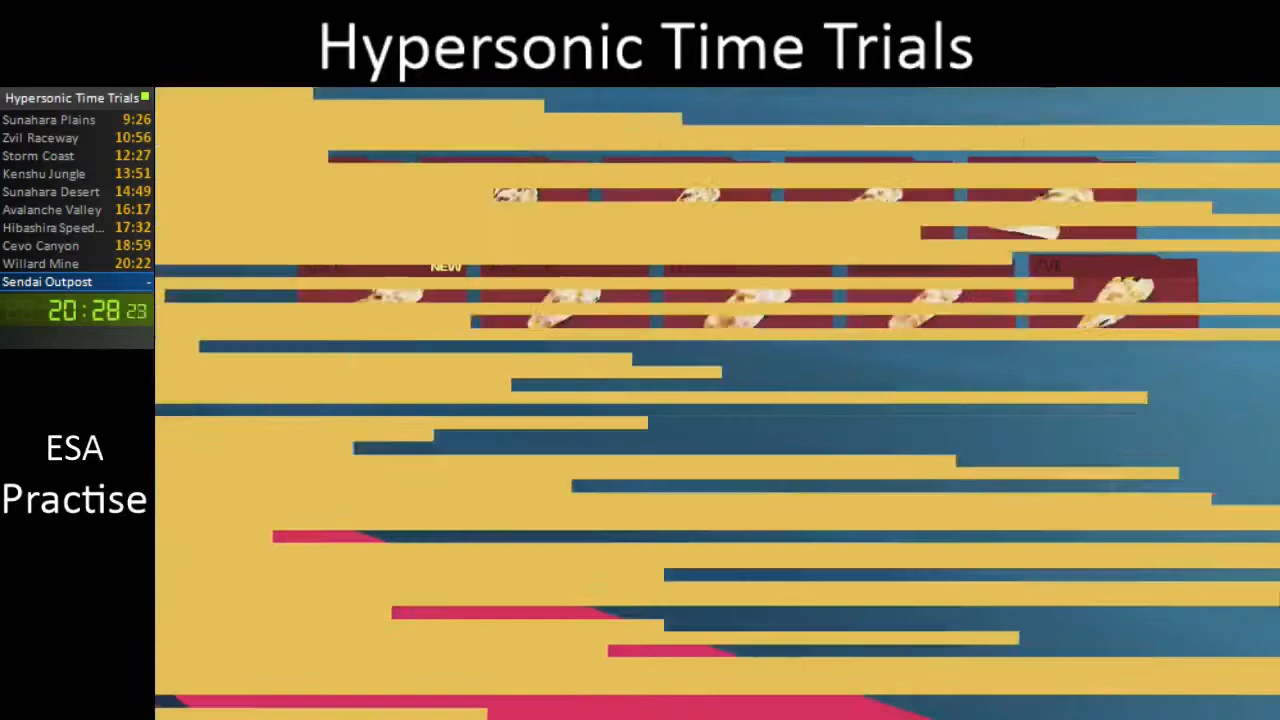 Hypersonic Time Trials
Hypersonic Time Trials
Sunahara Plains 9:26
Zvil Raceway 10:56
Storm Coast 12:27
Kenshu Jungle 13:51
Sunahara Desert 14:49
Avalanche Valley 16:17
Hibashira Speed... 17:32
Cevo Canyon 18:59
Willard Mine 20:22
Sendai Outpost -
20:28 23
NEW
ESA
Practise